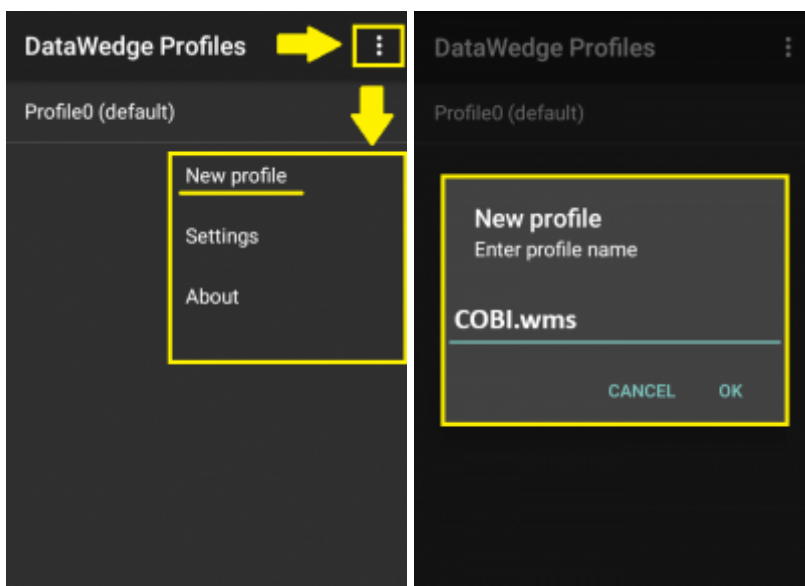 DataWedge Profiles
Profile0 (default)
New profile
Settings
About
DataWedge Profiles
Profile0 (default)
New profile
Enter profile name
COBI.wms
CANCEL OK